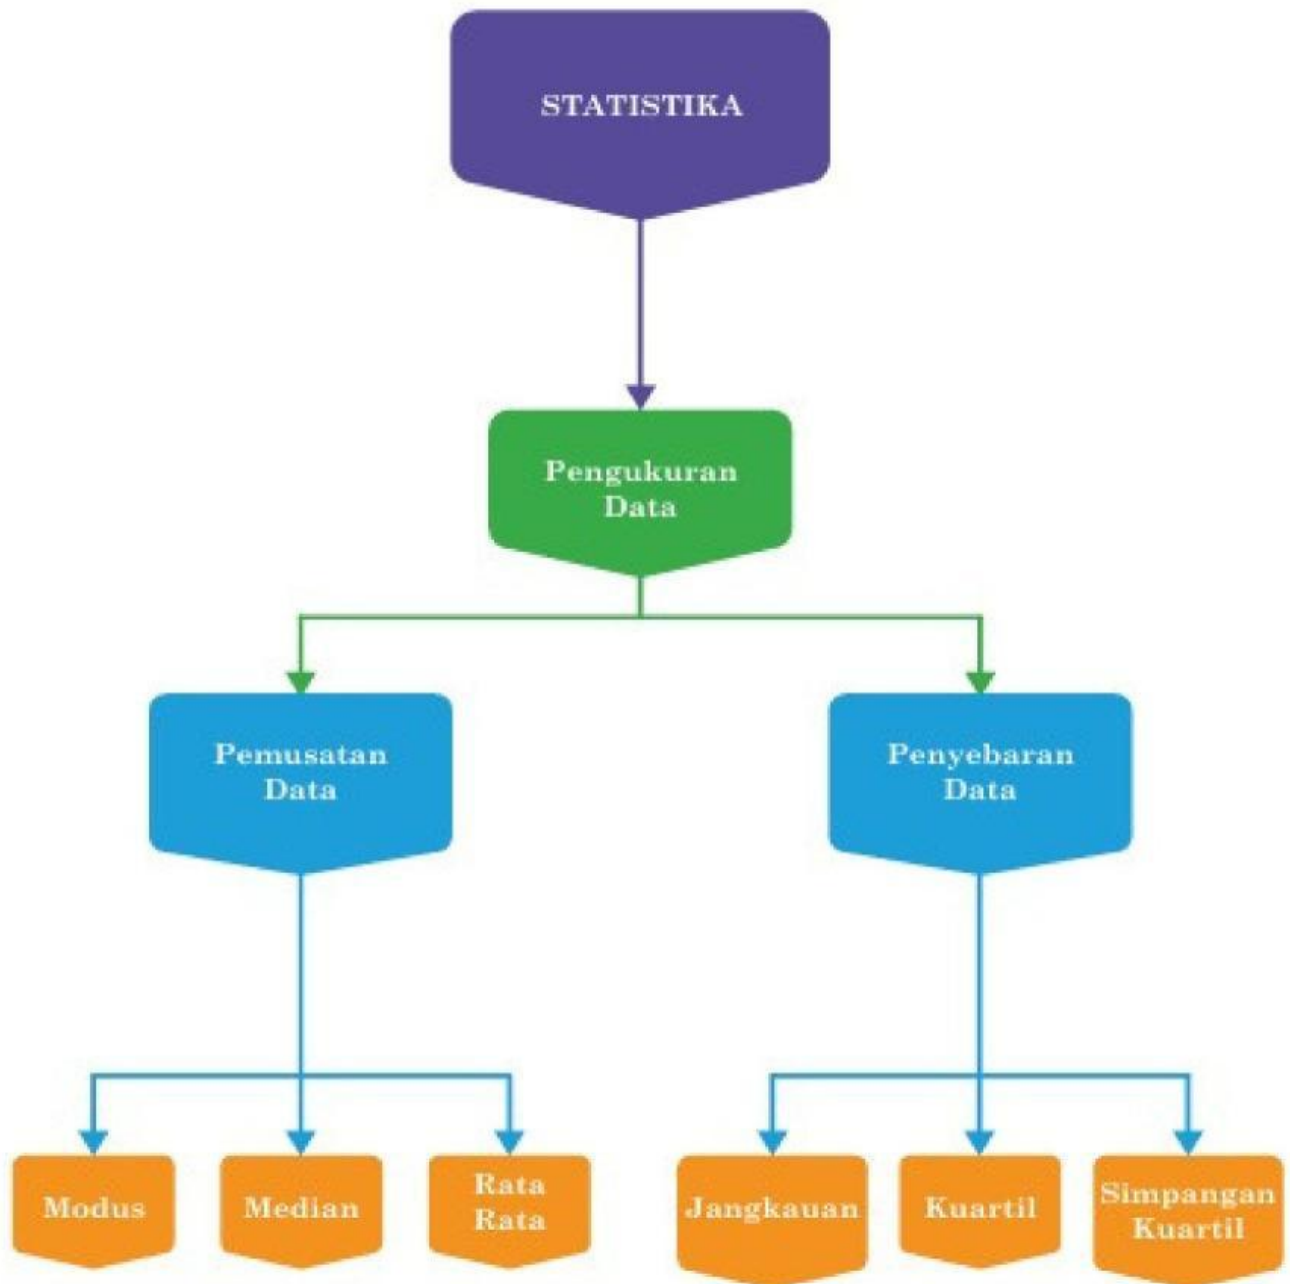 STATISTIKA
Pengukuran
Data
Pemusatan
Data
Penyebaran
Data
Modus
Median
Rata
Rata
Jangkauan
Kuartil
Simpangan
Kuartil